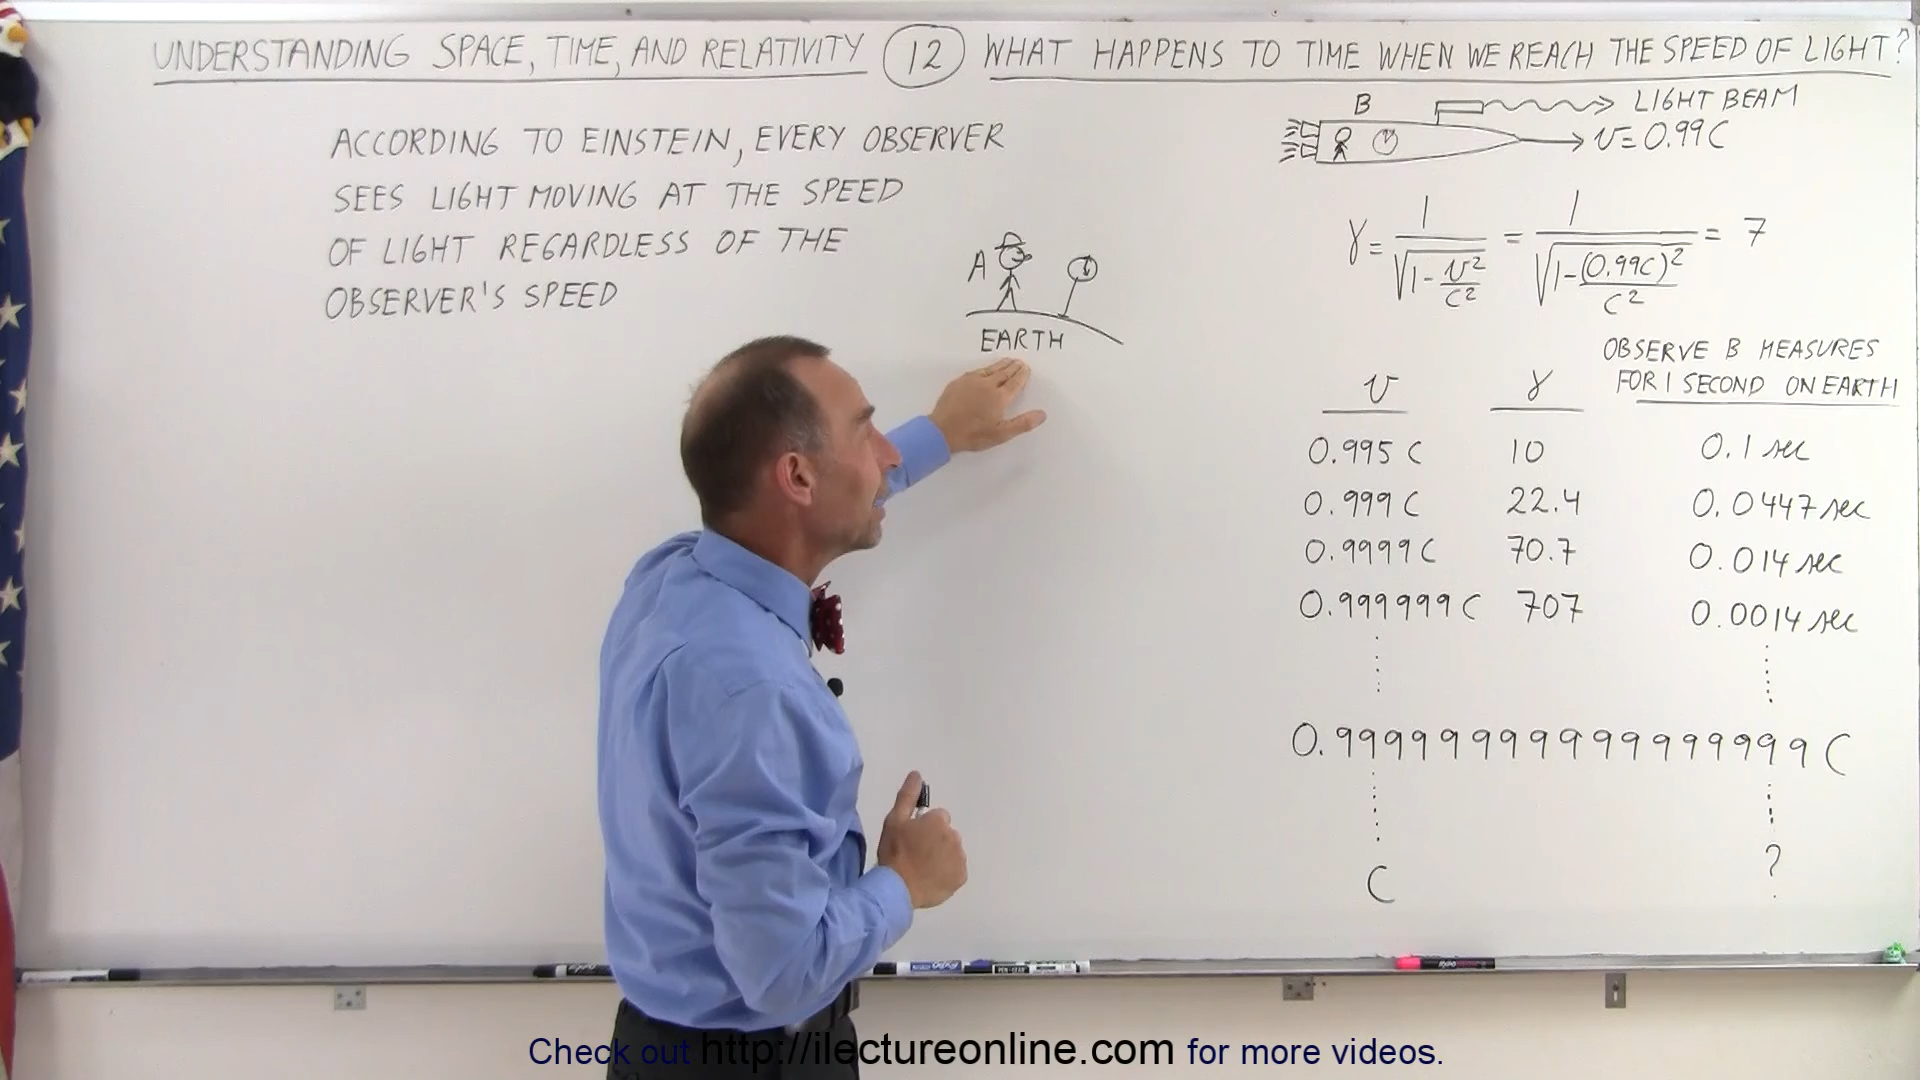 UNDERSTANDING SPACE, TIME, AND RELATIVITY 12 WHAT HAPPENS TO TIME WHEN WE REACH THE SPEED OF LIGHT?
ACCORDING TO EINSTEIN, EVERY OBSERVER
SEES LIGHT MOVING AT THE SPEED
OF LIGHT REGARDLESS OF THE
OBSERVER'S SPEED
A
EARTH
B
LIGHT BEAM
v = 0.99C
γ = 1/√(1 - v²/c²) = 1/√(1 - (0.99C)²/c²) = 7
OBSERVE B MEASURES
v γ FOR 1 SECOND ON EARTH
0.995 C 10 0.1 sec
0.999 C 22.4 0.0447 sec
0.9999 C 70.7 0.014 sec
0.999999 C 707 0.0014 sec
0.9999999999999999 C
C ?
Check out http://ilectureonline.com for more videos.